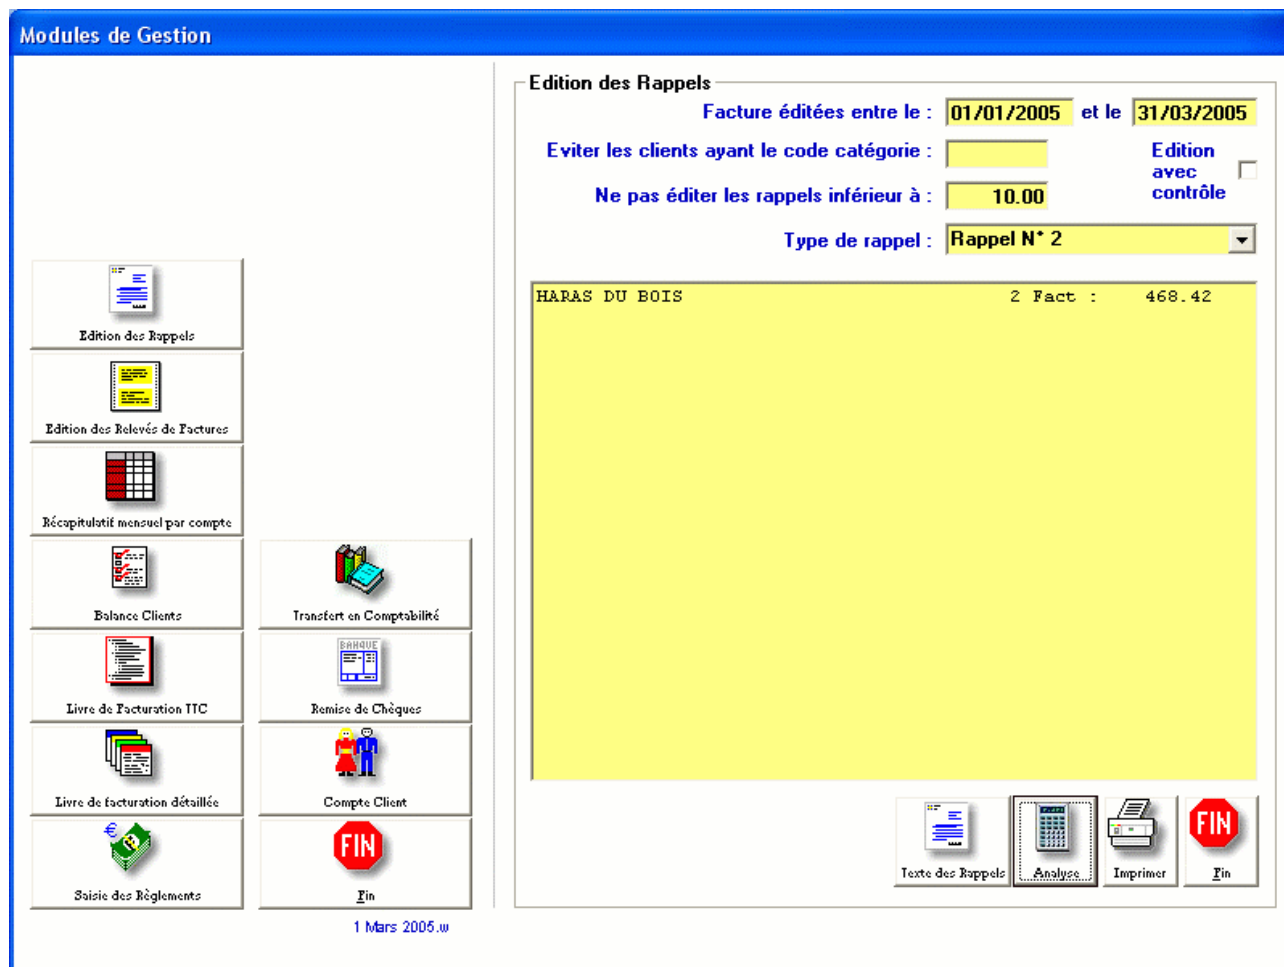 Modules de Gestion
Edition des Rappels
Facture éditées entre le : 01/01/2005 et le 31/03/2005
Eviter les clients ayant le code catégorie :
Edition
avec
contrôle
Ne pas éditer les rappels inférieur à : 10.00
Type de rappel : Rappel N° 2
HARAS DU BOIS 2 Fact : 468.42
Edition des Rappels
Edition des Relevés de Factures
Récapitulatif mensuel par compte
Balance Clients
Transfert en Comptabilité
BANQUE
Livre de Facturation TTC
Remise de Chèques
Livre de facturation détaillée
Compte Client
€
FIN
Saisie des Règlements
Fin
Texte des Rappels
Analyse
Imprimer
FIN
Fin
1 Mars 2005.w